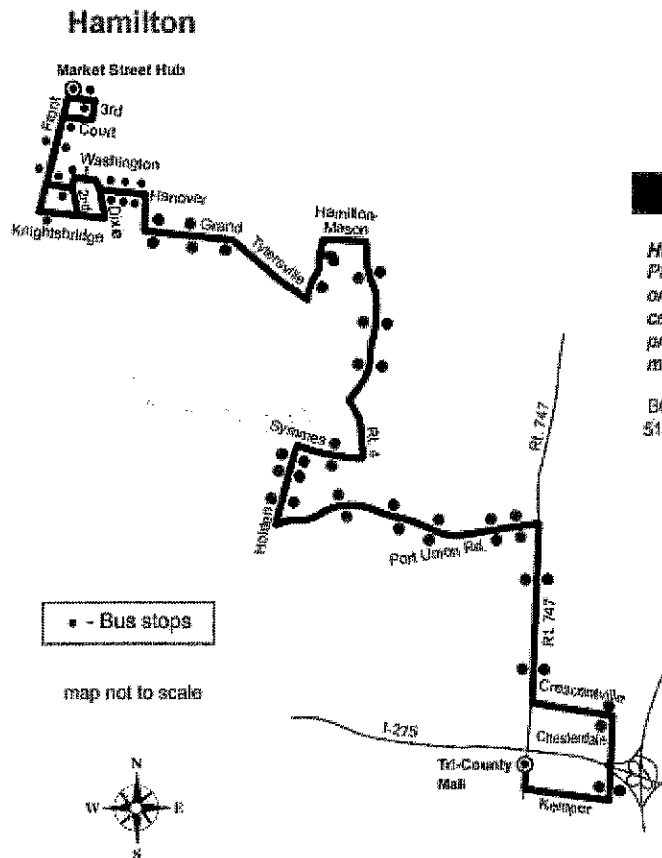 Hamilton
Market Street Hub
3rd
Front
Court
Washington
2nd
Dixie
Hanover
Knightsbridge
Grand
Tylersville
Hamilton-
Mason
Rt. 4
Symmes
Holden
Port Union Rd.
Rt. 747
Rt. 747
Crescentville
Chesterdale
I-275
Tri-County
Mall
Kemper
• - Bus stops
map not to scale
N
W
E
S